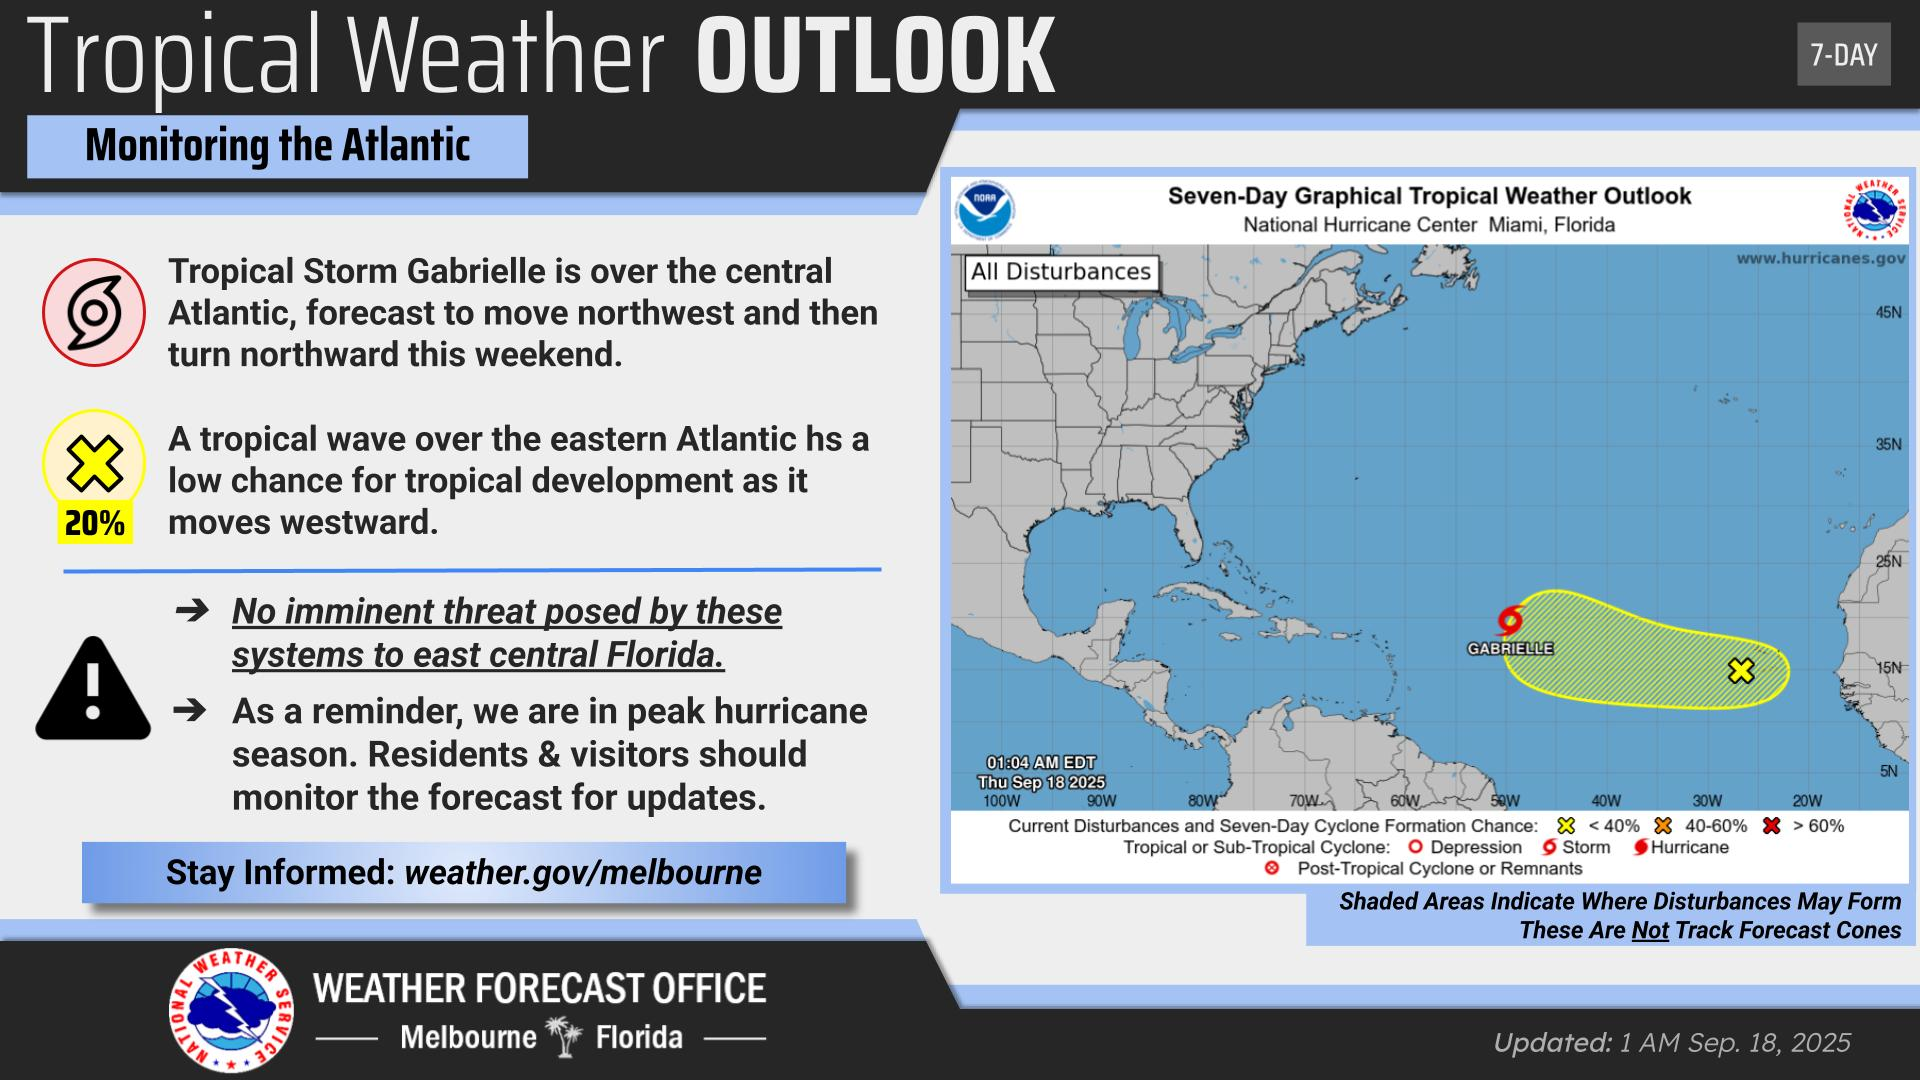 Tropical Weather OUTLOOK
7-DAY
Monitoring the Atlantic
Tropical Storm Gabrielle is over the central
Atlantic, forecast to move northwest and then
turn northward this weekend.
A tropical wave over the eastern Atlantic hs a
low chance for tropical development as it
moves westward.
20%
➔ No imminent threat posed by these
systems to east central Florida.
➔ As a reminder, we are in peak hurricane
season. Residents & visitors should
monitor the forecast for updates.
Stay Informed: weather.gov/melbourne
NATIONAL WEATHER SERVICE
WEATHER FORECAST OFFICE
Melbourne Florida
NOAA
Seven-Day Graphical Tropical Weather Outlook
National Hurricane Center Miami, Florida
NATIONAL WEATHER SERVICE
All Disturbances
www.hurricanes.gov
45N
35N
25N
15N
5N
GABRIELLE
01:04 AM EDT
Thu Sep 18 2025
100W 90W 80W 70W 60W 50W 40W 30W 20W
Current Disturbances and Seven-Day Cyclone Formation Chance: < 40% 40-60% > 60%
Tropical or Sub-Tropical Cyclone: Depression Storm Hurricane
Post-Tropical Cyclone or Remnants
Shaded Areas Indicate Where Disturbances May Form
These Are Not Track Forecast Cones
Updated: 1 AM Sep. 18, 2025